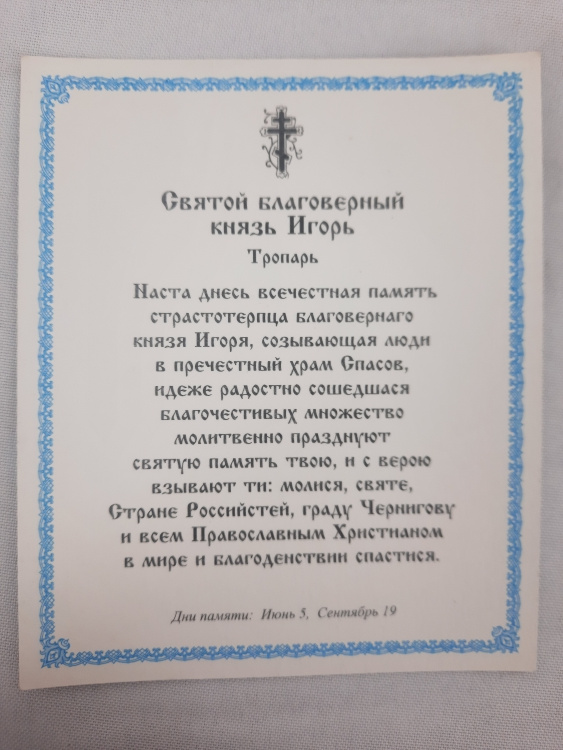 Святой благоверный
князь Игорь
Тропарь
Наста днесь всечестная память
страстотерпца благовернаго
князя Игоря, созывающая люди
в пречестный храм Спасов,
идеже радостно сошедшася
благочестивых множество
молитвенно празднуют
святую память твою, и с верою
взывают ти: молися, святе,
Стране Российстей, граду Чернигову
и всем Православным Христианом
в мире и благоденствии спастися.
Дни памяти: Июнь 5, Сентябрь 19